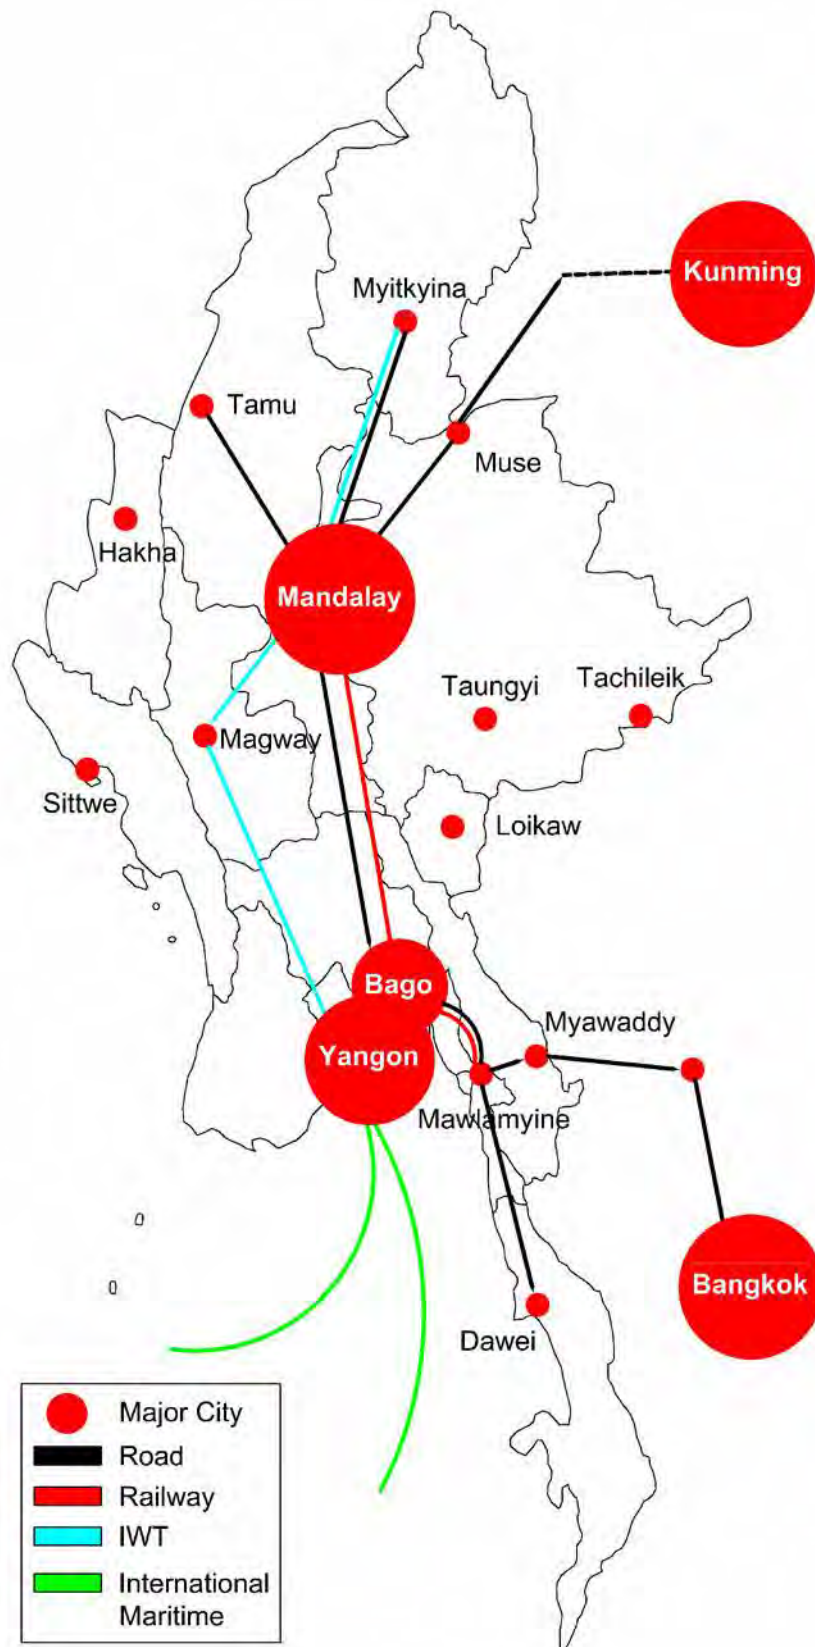 Kunming
Myitkyina
Tamu
Muse
Hakha
Mandalay
Taungyi
Tachileik
Magway
Sittwe
Loikaw
Bago
Myawaddy
Yangon
Mawlamyine
Bangkok
Dawei
Major City
Road
Railway
IWT
International
Maritime